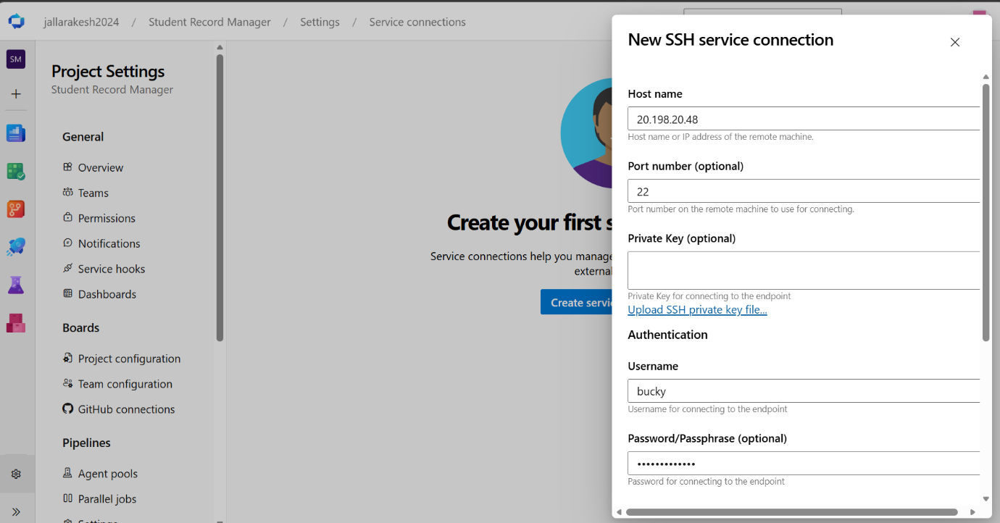 jallarakesh2024 / Student Record Manager / Settings / Service connections
SM
Project Settings
Student Record Manager
General
Overview
Teams
Permissions
Notifications
Service hooks
Dashboards
Boards
Project configuration
Team configuration
GitHub connections
Pipelines
Agent pools
Parallel jobs
Settings
Create your first s
Service connections help you manage
external
Create servi
New SSH service connection
Host name
20.198.20.48
Host name or IP address of the remote machine.
Port number (optional)
22
Port number on the remote machine to use for connecting.
Private Key (optional)
Private Key for connecting to the endpoint
Upload SSH private key file...
Authentication
Username
bucky
Username for connecting to the endpoint
Password/Passphrase (optional)
•••••••••••••
Password for connecting to the endpoint